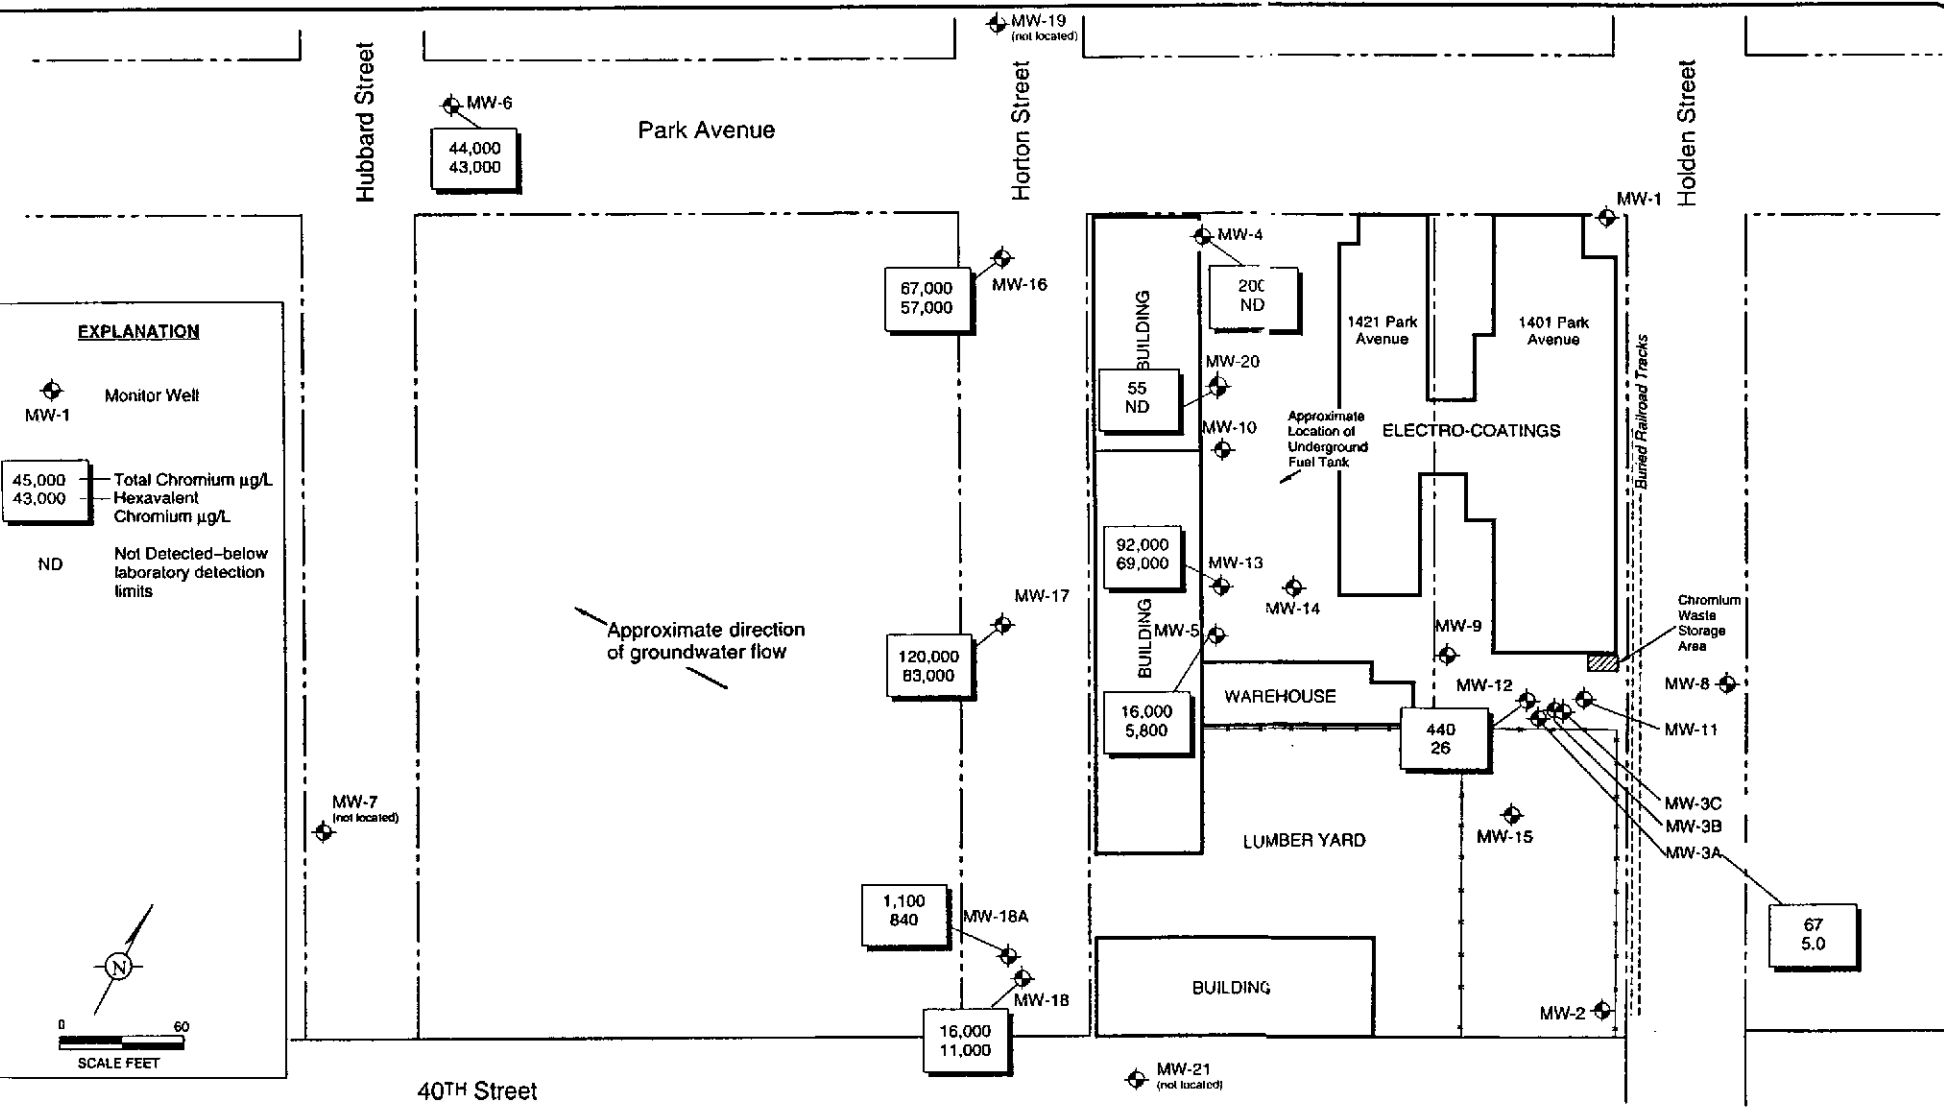 MW-19
(not located)
Hubbard Street
Horton Street
Holden Street
MW-6
44,000
43,000
Park Avenue
MW-1
MW-4
200
ND
67,000
57,000
MW-16
BUILDING
1421 Park
Avenue
1401 Park
Avenue
Buried Railroad Tracks
EXPLANATION
MW-1
Monitor Well
45,000
43,000
Total Chromium µg/L
Hexavalent
Chromium µg/L
ND
Not Detected–below
laboratory detection
limits
MW-20
55
ND
MW-10
Approximate
Location of
Underground
Fuel Tank
ELECTRO-COATINGS
92,000
69,000
MW-13
MW-14
MW-17
120,000
83,000
Approximate direction
of groundwater flow
BUILDING
MW-5
16,000
5,800
WAREHOUSE
MW-9
Chromium
Waste
Storage
Area
MW-12
440
26
MW-8
MW-11
MW-3C
MW-3B
MW-3A
67
5.0
MW-15
LUMBER YARD
MW-7
(not located)
1,100
840
MW-18A
MW-18
16,000
11,000
BUILDING
MW-2
MW-21
(not located)
N
0 60
SCALE FEET
40TH Street